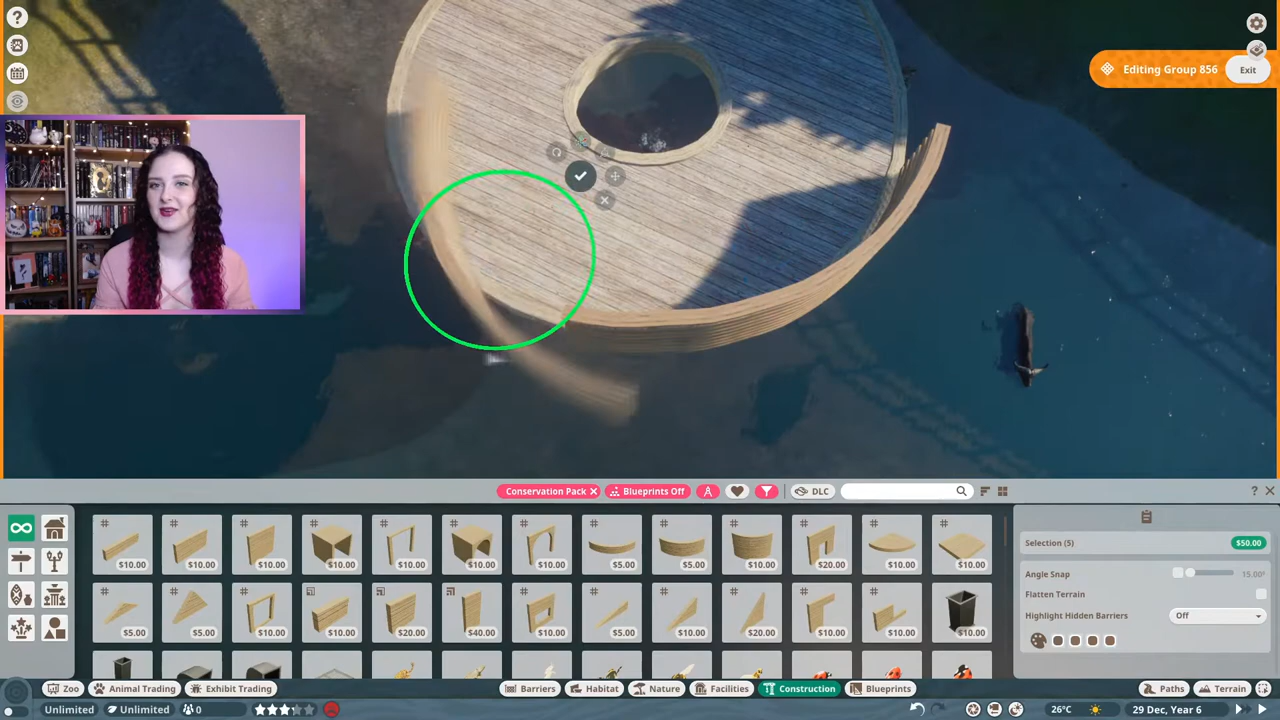 ?
Editing Group 856
Exit
Conservation Pack
Blueprints Off
DLC
?
$10.00 $10.00 $10.00 $10.00 $10.00 $10.00 $10.00 $5.00 $5.00 $5.00 $20.00 $10.00 $10.00
$5.00 $5.00 $10.00 $10.00 $20.00 $40.00 $10.00 $5.00 $10.00 $20.00 $10.00 $10.00 $10.00
Selection (5)
$50.00
Angle Snap
15.00°
Flatten Terrain
Highlight Hidden Barriers
Off
Zoo
Animal Trading
Exhibit Trading
Barriers
Habitat
Nature
Facilities
Construction
Blueprints
Paths
Terrain
Unlimited
Unlimited
0
26°C
29 Dec, Year 6